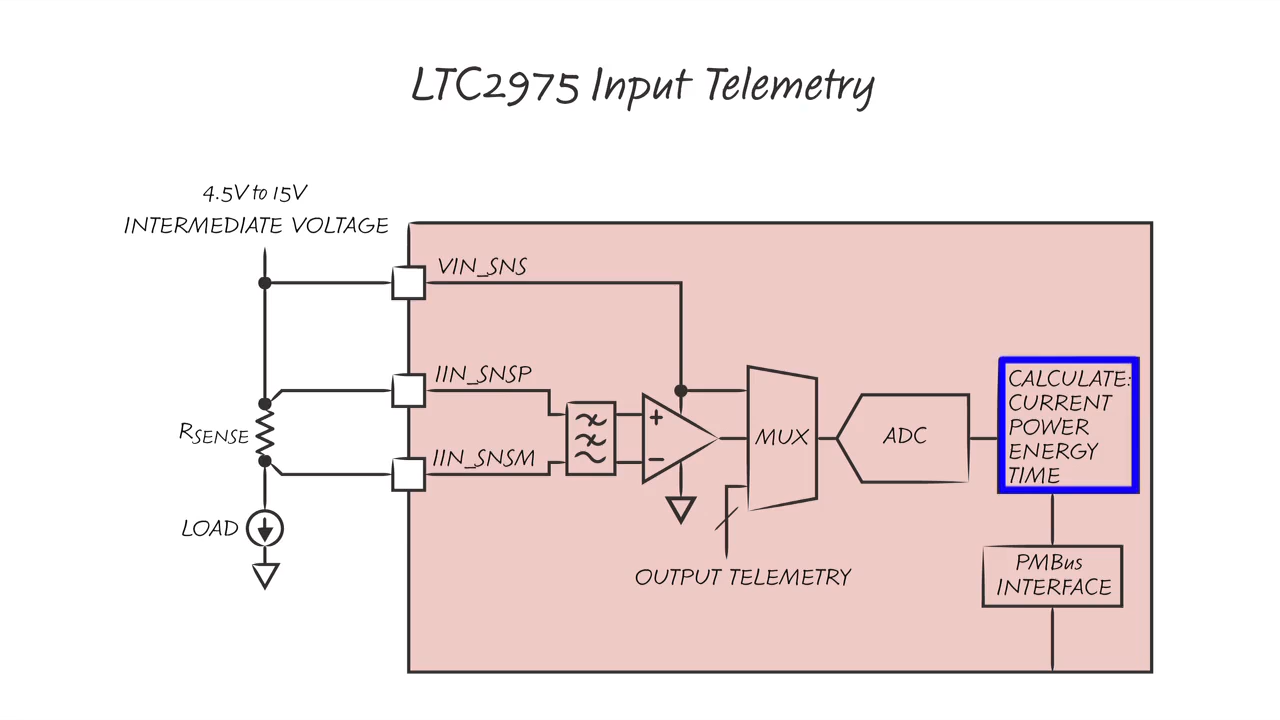 LTC2975 Input Telemetry
4.5V to 15V
INTERMEDIATE VOLTAGE
VIN_SNS
IIN_SNSP
RSENSE
IIN_SNSM
LOAD
+
−
MUX
ADC
CALCULATE:
CURRENT
POWER
ENERGY
TIME
OUTPUT TELEMETRY
PMBus
INTERFACE